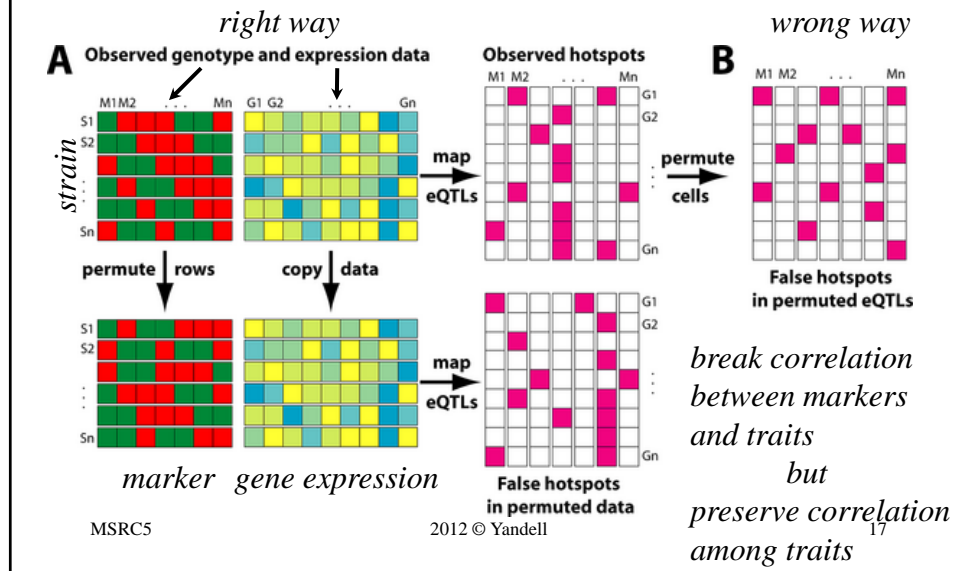 right way
wrong way
A
Observed genotype and expression data
Observed hotspots
B
M1 M2 . . . Mn
G1 G2 . . . Gn
M1 M2 . . . Mn
M1 M2 . . . Mn
S1
S2
:
Sn
strain
G1
G2
:
Gn
map
eQTLs
permute
cells
permute rows
copy data
False hotspots
in permuted eQTLs
S1
S2
:
Sn
map
eQTLs
G1
G2
:
Gn
break correlation
between markers
and traits
but
preserve correlation
among traits
marker gene expression
False hotspots
in permuted data
MSRC5
2012 © Yandell
17